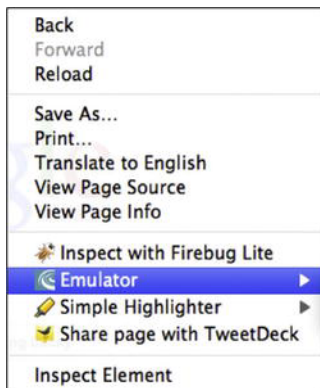 Back
Forward
Reload
Save As...
Print...
Translate to English
View Page Source
View Page Info
Inspect with Firebug Lite
Emulator
Simple Highlighter
Share page with TweetDeck
Inspect Element